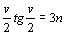 v/2 tg v/2 = 3n